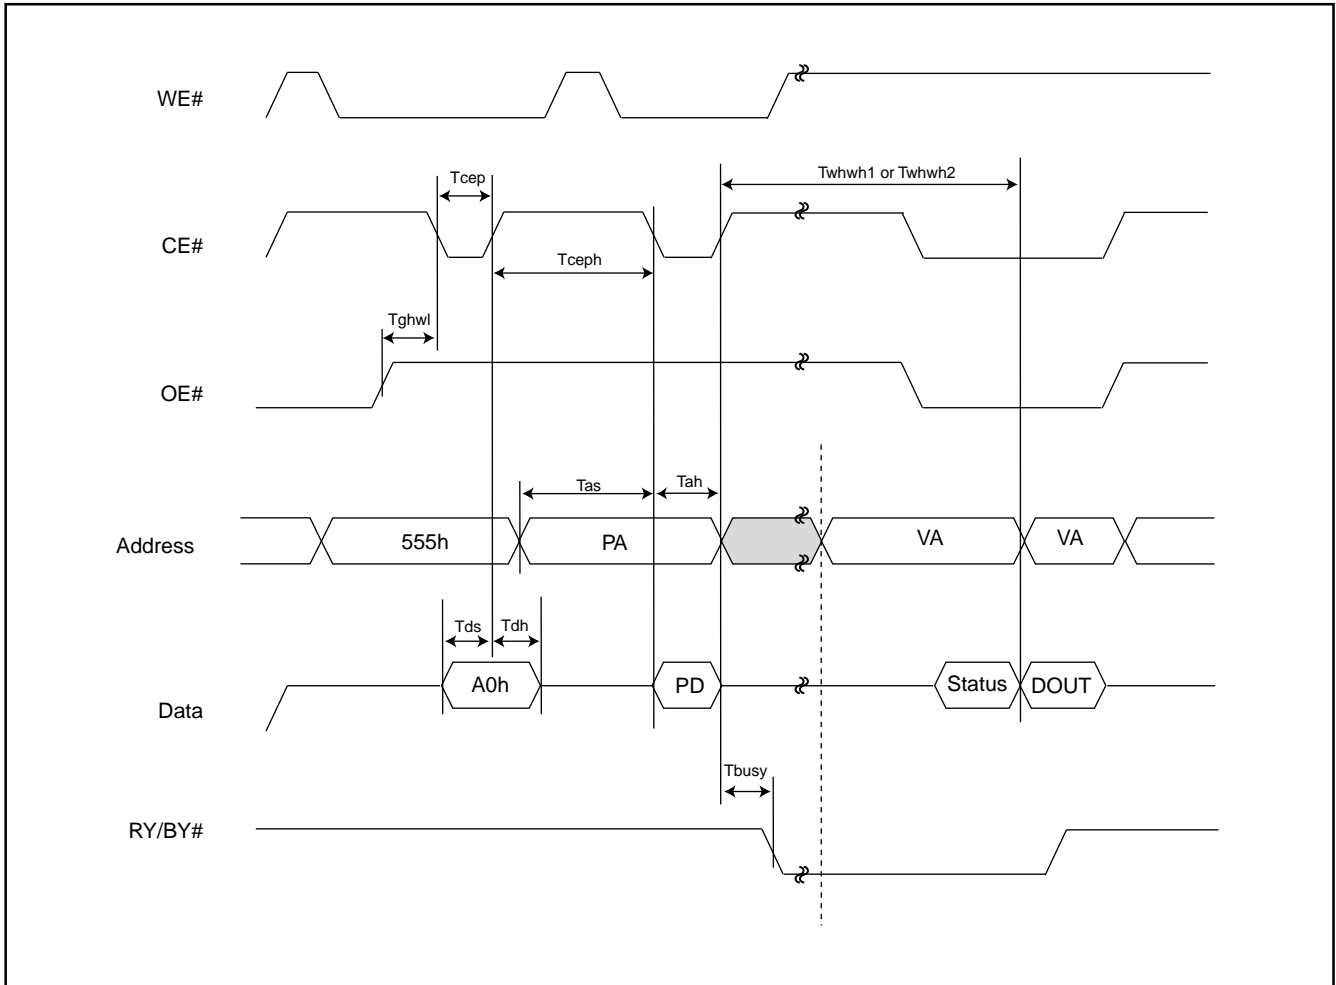 WE#
Twhwh1 or Twhwh2
Tcep
CE#
Tceph
Tghwl
OE#
Tas
Tah
Address
555h
PA
VA
VA
Tds
Tdh
Data
A0h
PD
Status
DOUT
Tbusy
RY/BY#